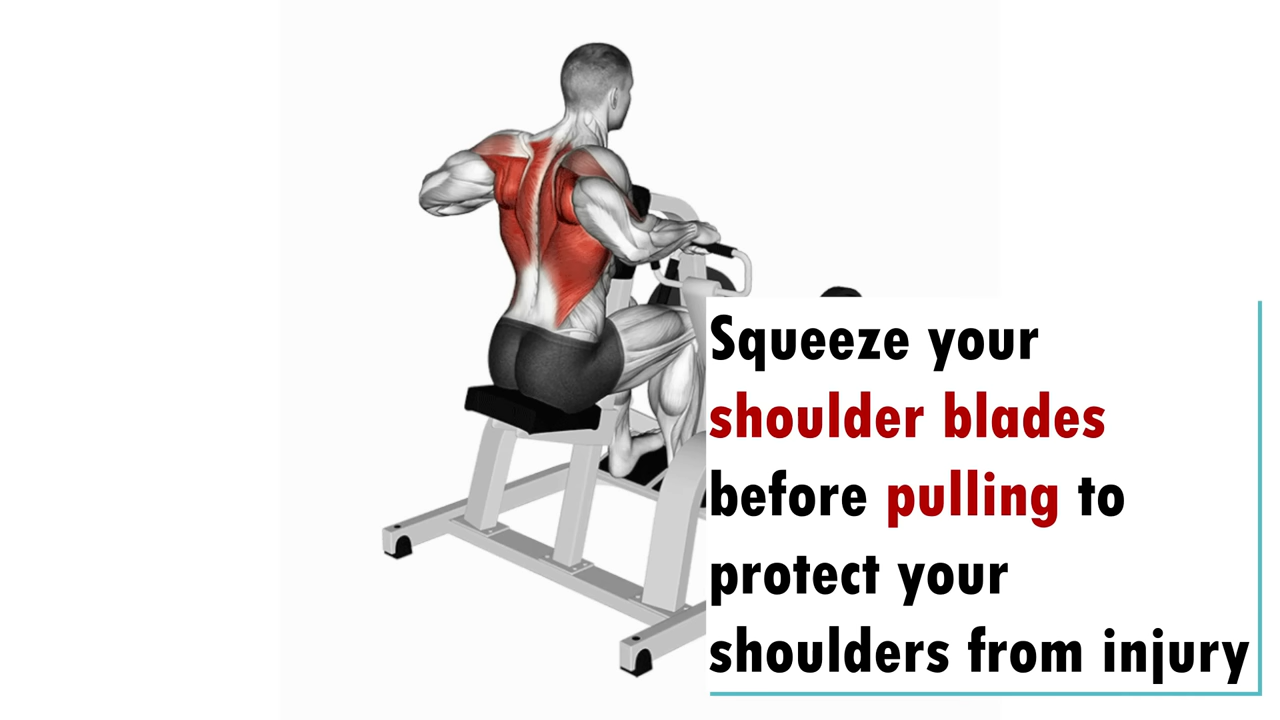 Squeeze your
shoulder blades
before pulling to
protect your
shoulders from injury